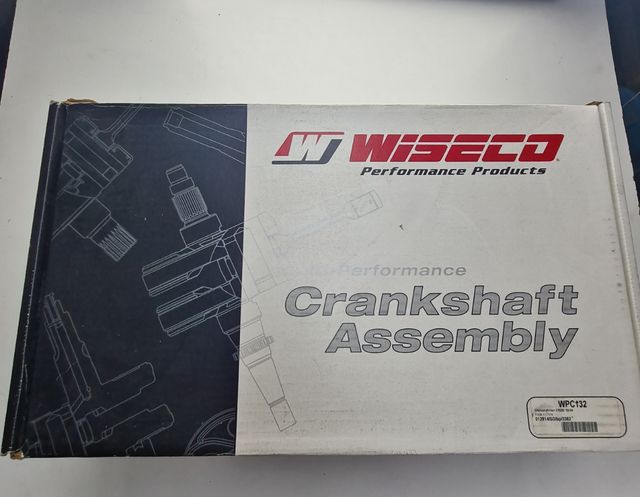 W WISECO
Performance Products
-Performance
Crankshaft
Assembly
WPC132